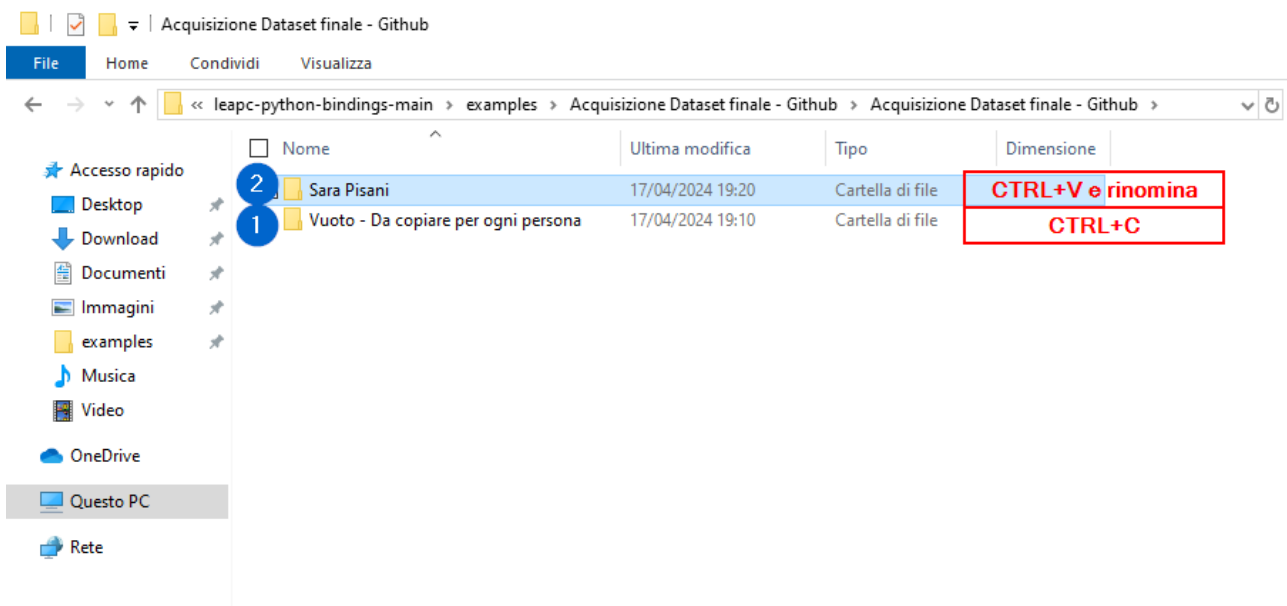 Acquisizione Dataset finale - Github
File Home Condividi Visualizza
« leapc-python-bindings-main > examples > Acquisizione Dataset finale - Github > Acquisizione Dataset finale - Github >
Nome Ultima modifica Tipo Dimensione
Accesso rapido
Desktop
Download
Documenti
Immagini
examples
Musica
Video
OneDrive
Questo PC
Rete
2 Sara Pisani 17/04/2024 19:20 Cartella di file CTRL+V e rinomina
1 Vuoto - Da copiare per ogni persona 17/04/2024 19:10 Cartella di file CTRL+C